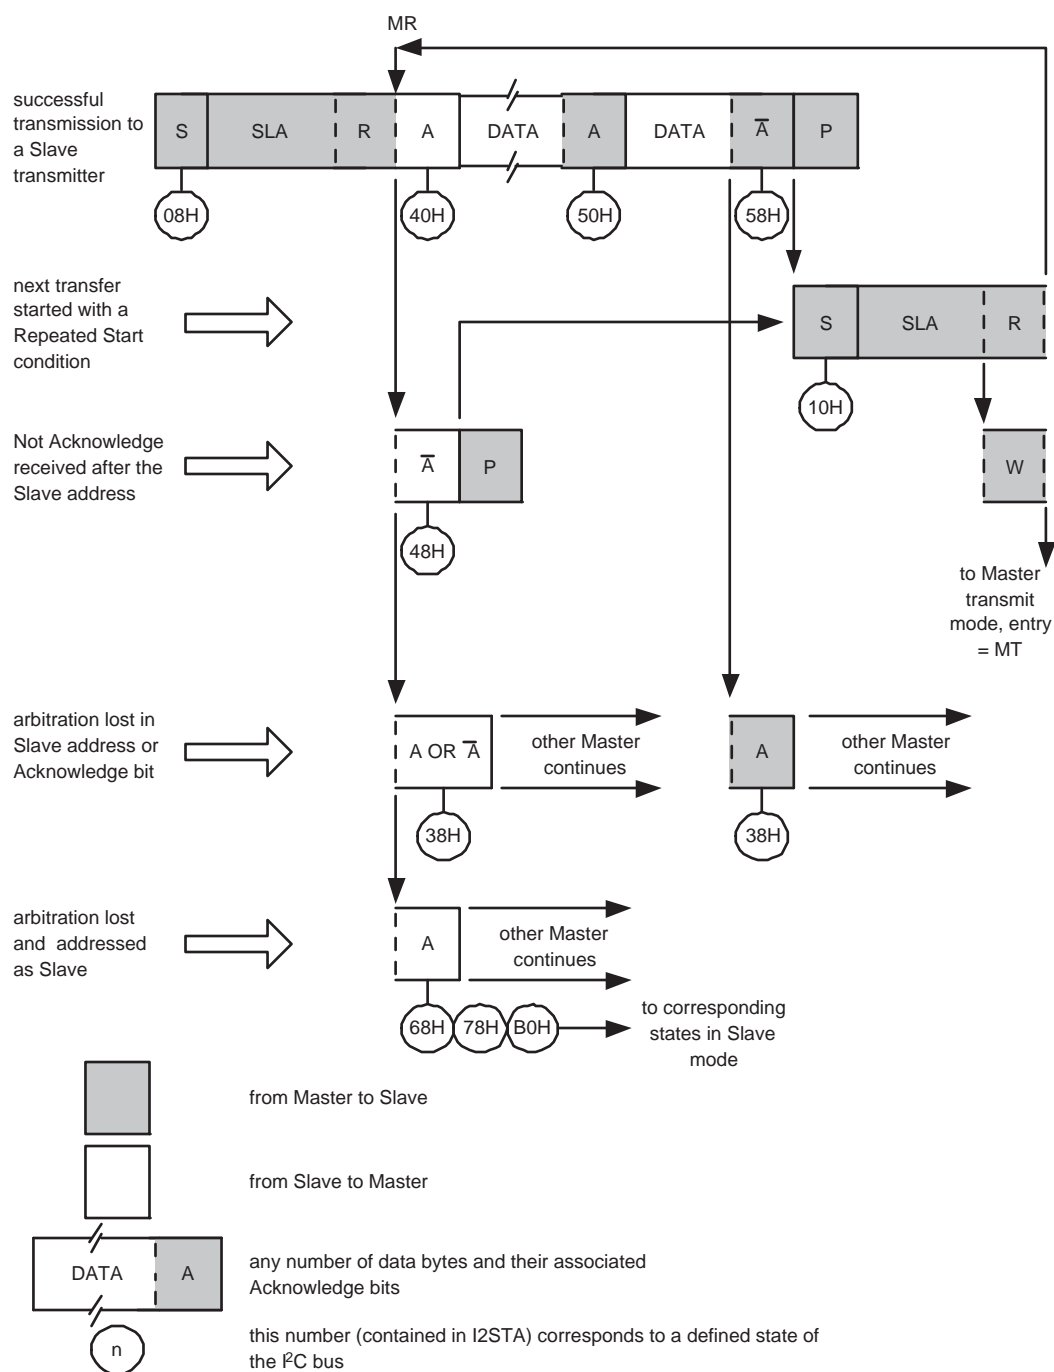 MR
successful
transmission to
a Slave
transmitter
S SLA R A DATA A DATA A̅ P
08H 40H 50H 58H
next transfer
started with a
Repeated Start
condition
S SLA R
10H
Not Acknowledge
received after the
Slave address
A̅ P W
48H
to Master
transmit
mode, entry
= MT
arbitration lost in
Slave address or
Acknowledge bit
A OR A̅
other Master
continues
A
other Master
continues
38H 38H
arbitration lost
and addressed
as Slave
A
other Master
continues
68H 78H B0H
to corresponding
states in Slave
mode
from Master to Slave
from Slave to Master
DATA A
any number of data bytes and their associated
Acknowledge bits
n
this number (contained in I2STA) corresponds to a defined state of
the I²C bus